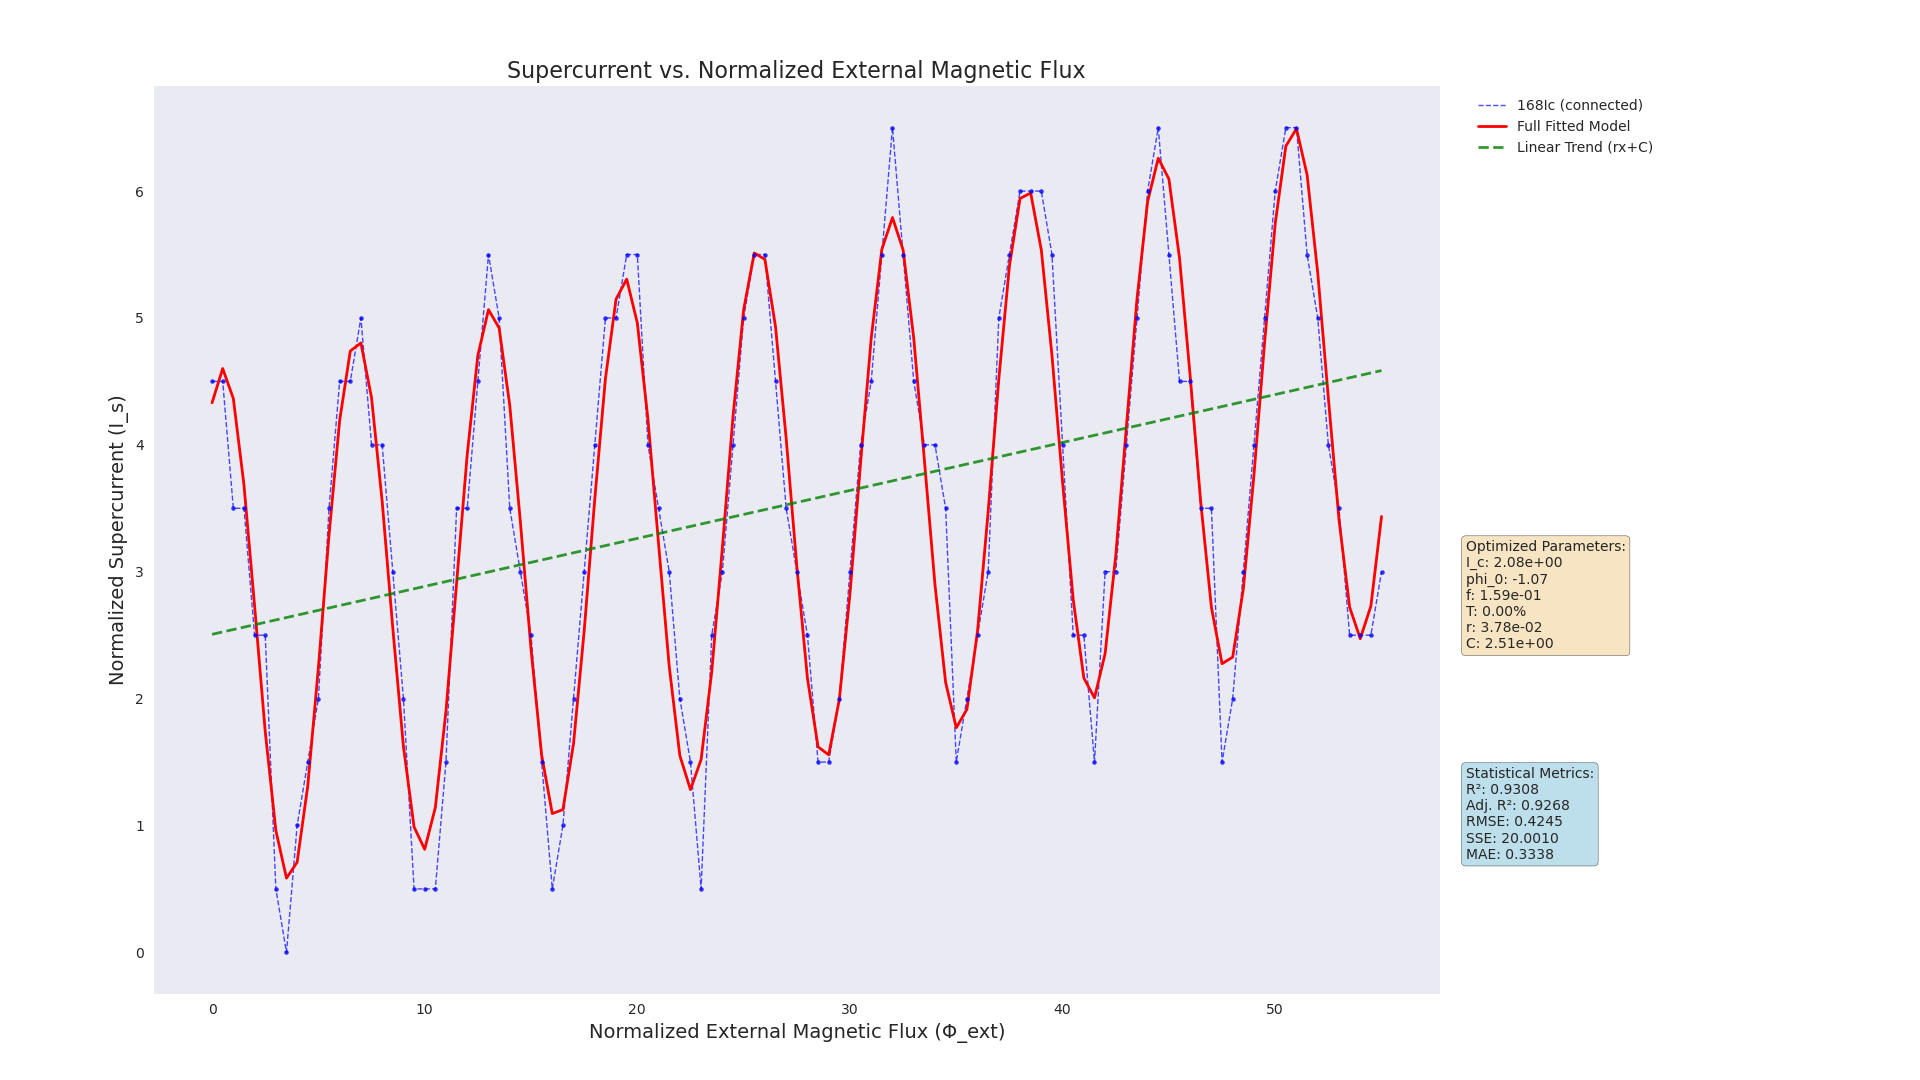 Supercurrent vs. Normalized External Magnetic Flux
168Ic (connected)
Full Fitted Model
Linear Trend (rx+C)
Normalized Supercurrent (I_s)
6
5
4
3
2
1
0
0 10 20 30 40 50
Normalized External Magnetic Flux (Φ_ext)
Optimized Parameters:
I_c: 2.08e+00
phi_0: -1.07
f: 1.59e-01
T: 0.00%
r: 3.78e-02
C: 2.51e+00
Statistical Metrics:
R²: 0.9308
Adj. R²: 0.9268
RMSE: 0.4245
SSE: 20.0010
MAE: 0.3338